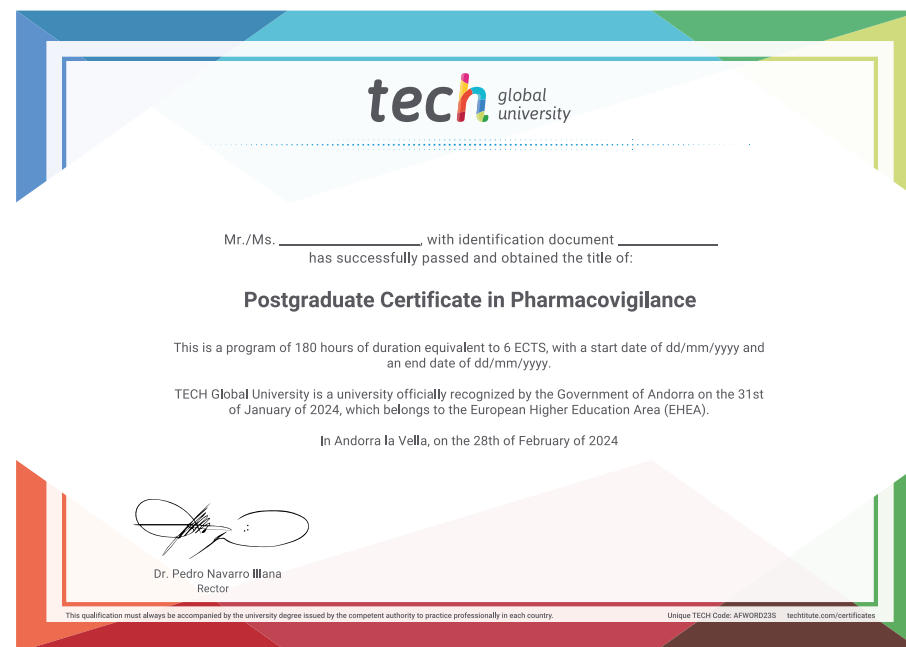 tech global
university
Mr./Ms. ____________________, with identification document ______________
has successfully passed and obtained the title of:
Postgraduate Certificate in Pharmacovigilance
This is a program of 180 hours of duration equivalent to 6 ECTS, with a start date of dd/mm/yyyy and
an end date of dd/mm/yyyy.
TECH Global University is a university officially recognized by the Government of Andorra on the 31st
of January of 2024, which belongs to the European Higher Education Area (EHEA).
In Andorra la Vella, on the 28th of February of 2024
Dr. Pedro Navarro Illana
Rector
This qualification must always be accompanied by the university degree issued by the competent authority to practice professionally in each country.
Unique TECH Code: AFWORD23S techtitute.com/certificates